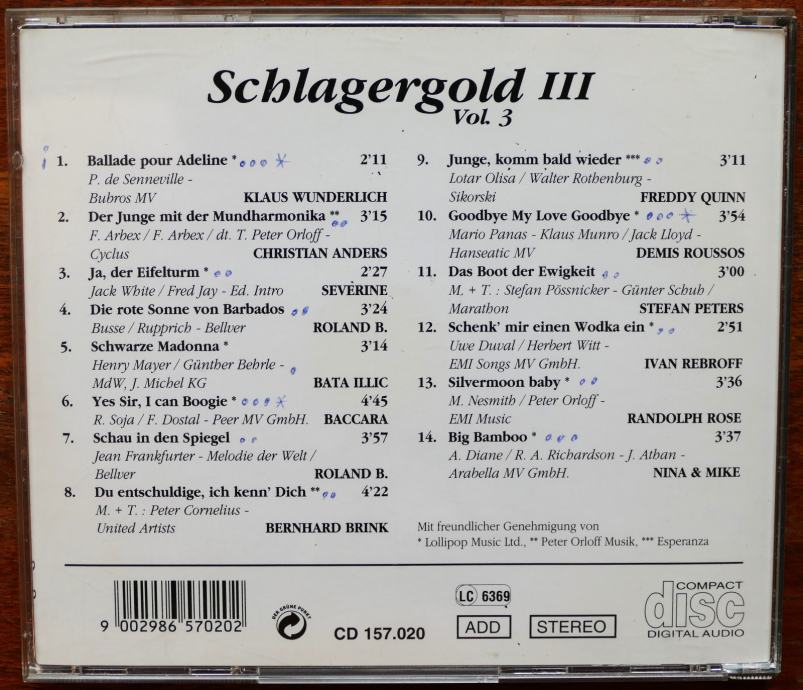 Schlagergold III
Vol. 3
1. Ballade pour Adeline * 2'11
P. de Senneville -
Bubros MV KLAUS WUNDERLICH
2. Der Junge mit der Mundharmonika ** 3'15
F. Arbex / F. Arbex / dt. T. Peter Orloff -
Cyclus CHRISTIAN ANDERS
3. Ja, der Eifelturm * 2'27
Jack White / Fred Jay - Ed. Intro SEVERINE
4. Die rote Sonne von Barbados 3'24
Busse / Rupprich - Bellver ROLAND B.
5. Schwarze Madonna * 3'14
Henry Mayer / Günther Behrle -
MdW, J. Michel KG BATA ILLIC
6. Yes Sir, I can Boogie * 4'45
R. Soja / F. Dostal - Peer MV GmbH. BACCARA
7. Schau in den Spiegel 3'57
Jean Frankfurter - Melodie der Welt /
Bellver ROLAND B.
8. Du entschuldige, ich kenn' Dich ** 4'22
M. + T. : Peter Cornelius -
United Artists BERNHARD BRINK
9. Junge, komm bald wieder *** 3'11
Lotar Olisa / Walter Rothenburg -
Sikorski FREDDY QUINN
10. Goodbye My Love Goodbye * 3'54
Mario Panas - Klaus Munro / Jack Lloyd -
Hanseatic MV DEMIS ROUSSOS
11. Das Boot der Ewigkeit 3'00
M. + T. : Stefan Pössnicker - Günter Schuh /
Marathon STEFAN PETERS
12. Schenk' mir einen Wodka ein * 2'51
Uwe Duval / Herbert Witt -
EMI Songs MV GmbH. IVAN REBROFF
13. Silvermoon baby * 3'36
M. Nesmith / Peter Orloff -
EMI Music RANDOLPH ROSE
14. Big Bamboo * 3'37
A. Diane / R. A. Richardson - J. Athan -
Arabella MV GmbH. NINA & MIKE
Mit freundlicher Genehmigung von
* Lollipop Music Ltd., ** Peter Orloff Musik, *** Esperanza
9 002986 570202
DER GRÜNE PUNKT
CD 157.020
LC 6369
ADD STEREO
COMPACT
disc
DIGITAL AUDIO